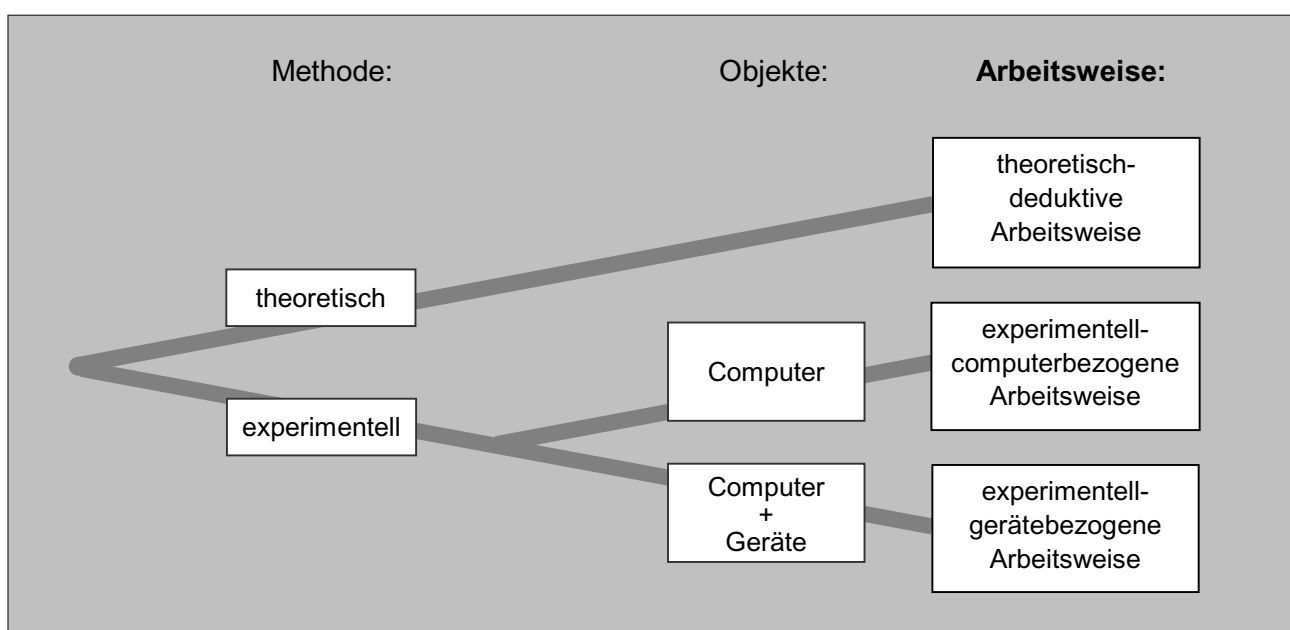 Methode:
Objekte:
Arbeitsweise:
theoretisch-
deduktive
Arbeitsweise
theoretisch
Computer
experimentell-
computerbezogene
Arbeitsweise
experimentell
Computer
+
Geräte
experimentell-
gerätebezogene
Arbeitsweise